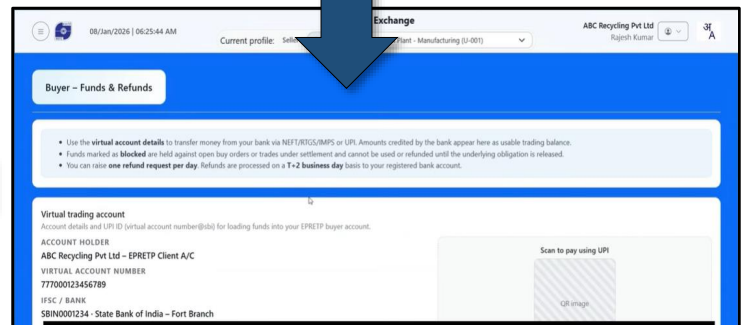 Exchange
08/Jan/2026 | 06:25:44 AM
Current profile:
Plant - Manufacturing (U-001)
ABC Recycling Pvt Ltd
Rajesh Kumar
अ
A
Buyer – Funds & Refunds
• Use the virtual account details to transfer money from your bank via NEFT/RTGS/IMPS or UPI. Amounts credited by the bank appear here as usable trading balance.
• Funds marked as blocked are held against open buy orders or trades under settlement and cannot be used or refunded until the underlying obligation is released.
• You can raise one refund request per day. Refunds are processed on a T+2 business day basis to your registered bank account.
Virtual trading account
Account details and UPI ID (virtual account number@sbi) for loading funds into your EPRETP buyer account.
ACCOUNT HOLDER
ABC Recycling Pvt Ltd – EPRETP Client A/C
VIRTUAL ACCOUNT NUMBER
777000123456789
IFSC / BANK
SBIN0001234 - State Bank of India – Fort Branch
Scan to pay using UPI
QR image